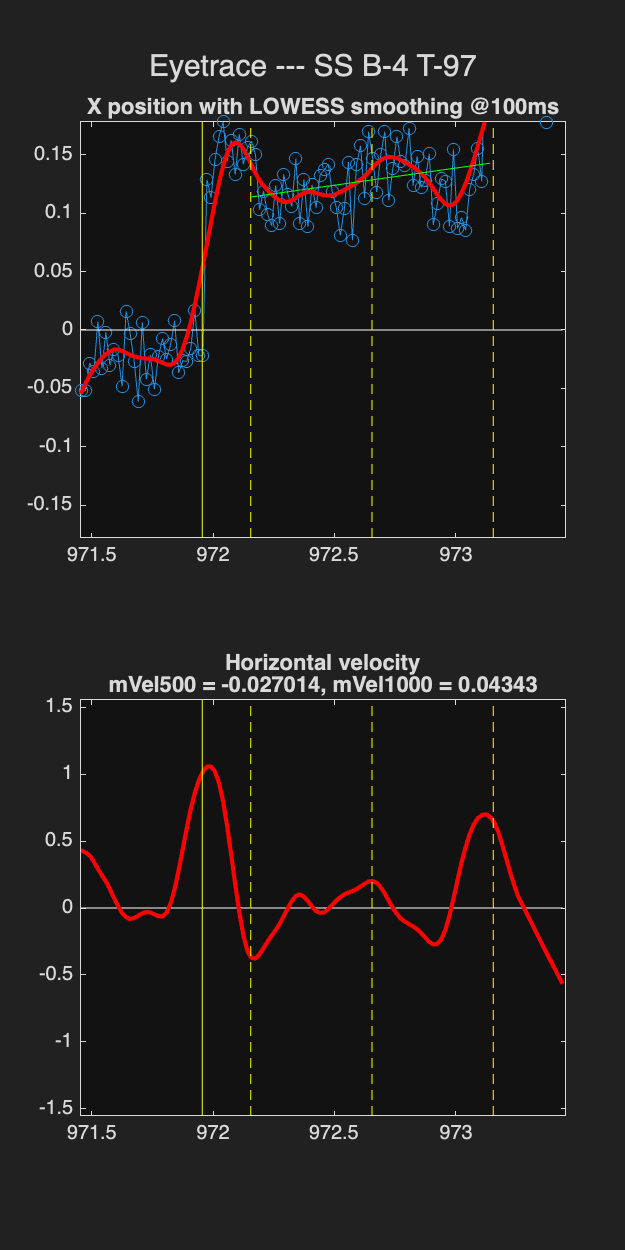 Eyetrace --- SS B-4 T-97
X position with LOWESS smoothing @100ms
0.15
0.1
0.05
0
-0.05
-0.1
-0.15
971.5 972 972.5 973
Horizontal velocity
mVel500 = -0.027014, mVel1000 = 0.04343
1.5
1
0.5
0
-0.5
-1
-1.5
971.5 972 972.5 973